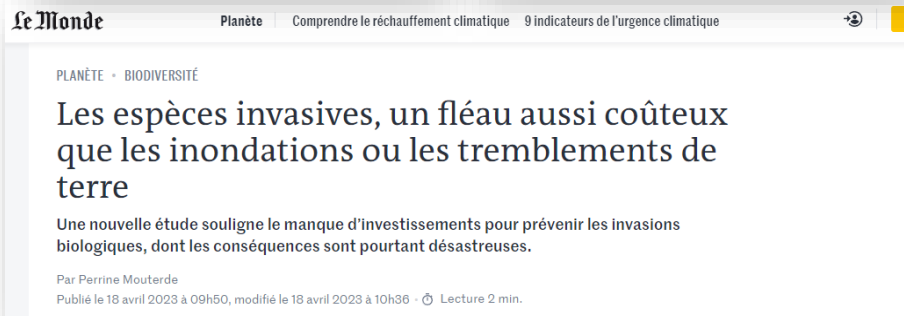 Le Monde
Planète Comprendre le réchauffement climatique 9 indicateurs de l'urgence climatique
PLANÈTE • BIODIVERSITÉ
Les espèces invasives, un fléau aussi coûteux
que les inondations ou les tremblements de
terre
Une nouvelle étude souligne le manque d'investissements pour prévenir les invasions
biologiques, dont les conséquences sont pourtant désastreuses.
Par Perrine Mouterde
Publié le 18 avril 2023 à 09h50, modifié le 18 avril 2023 à 10h36 · Lecture 2 min.